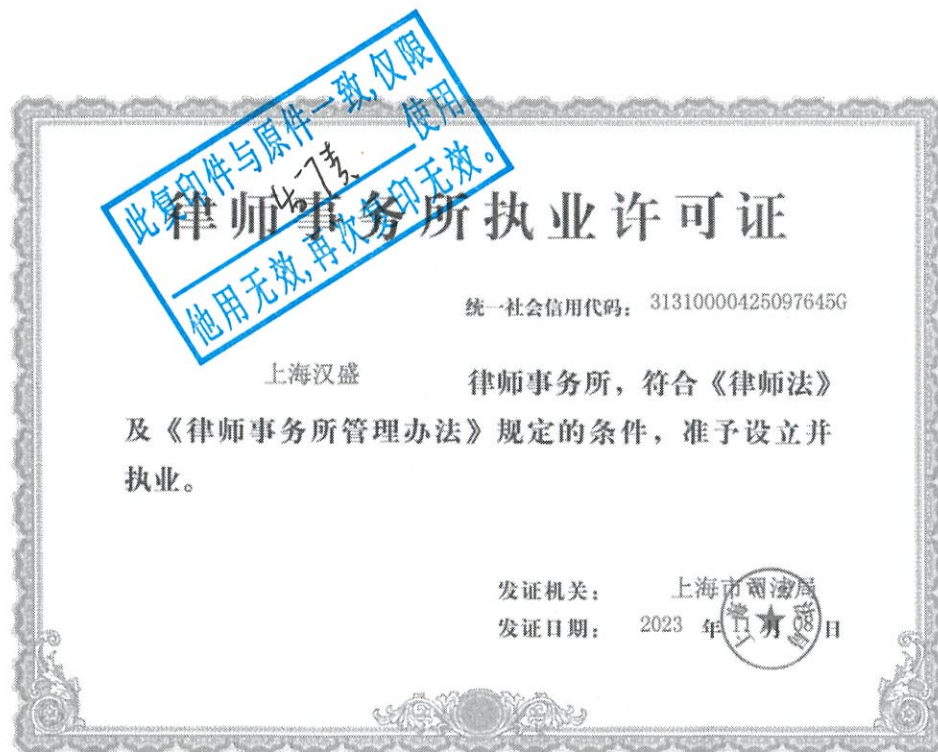 此复印件与原件一致,仅限
使用
他用无效,再次复印无效。
律师事务所执业许可证
统一社会信用代码: 31310000425097645G
上海汉盛 律师事务所, 符合《律师法》
及《律师事务所管理办法》规定的条件, 准予设立并
执业。
发证机关: 上海市司法局
发证日期: 2023 年 11 月 08 日